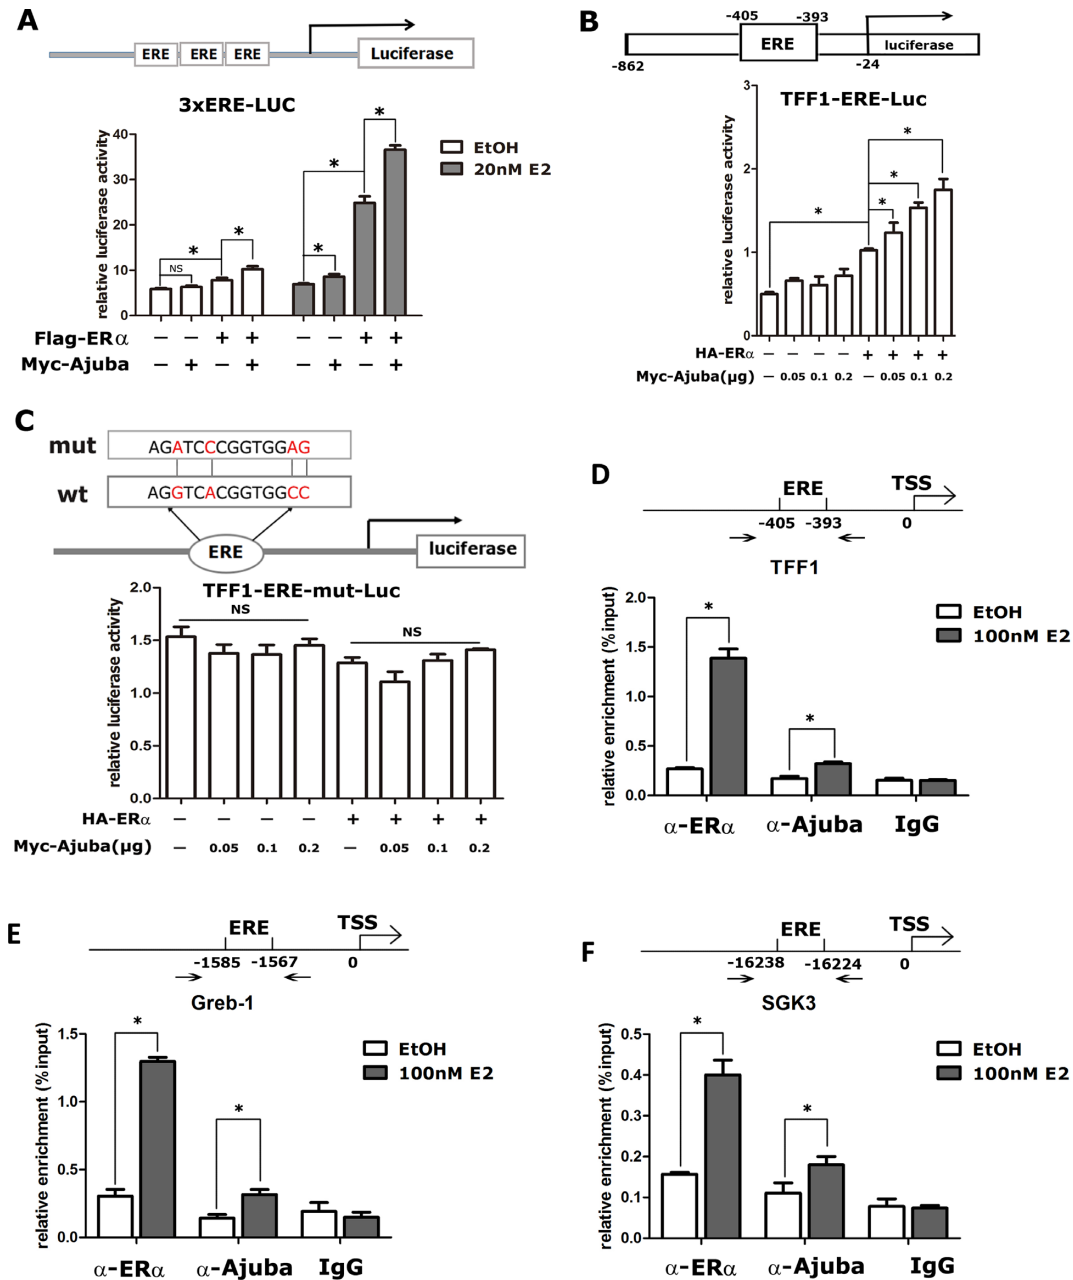 A
ERE ERE ERE Luciferase
3xERE-LUC
relative luciferase activity
40
30
20
10
0
NS
*
*
*
*
*
EtOH
20nM E2
Flag-ERα – – + + – – + +
Myc-Ajuba – + – + – + – +
B
-405 -393
ERE
luciferase
-862
-24
TFF1-ERE-Luc
relative luciferase activity
3
2
1
0
*
*
*
*
HA-ERα – – – – + + + +
Myc-Ajuba(μg) – 0.05 0.1 0.2 – 0.05 0.1 0.2
C
mut AGATCCCGGTGGAG
wt AGGTCACGGTGGCC
ERE
luciferase
TFF1-ERE-mut-Luc
relative luciferase activity
2.0
1.5
1.0
0.5
0.0
NS
NS
HA-ERα – – – – + + + +
Myc-Ajuba(μg) – 0.05 0.1 0.2 – 0.05 0.1 0.2
D
ERE TSS
-405 -393 0
TFF1
relative enrichment (%input)
2.0
1.5
1.0
0.5
0.0
*
*
EtOH
100nM E2
α-ERα α-Ajuba IgG
E
ERE TSS
-1585 -1567 0
Greb-1
relative enrichment (%input)
1.5
1.0
0.5
0.0
*
*
EtOH
100nM E2
α-ERα α-Ajuba IgG
F
ERE TSS
-16238 -16224 0
SGK3
relative enrichment (%input)
0.5
0.4
0.3
0.2
0.1
0.0
*
*
EtOH
100nM E2
α-ERα α-Ajuba IgG